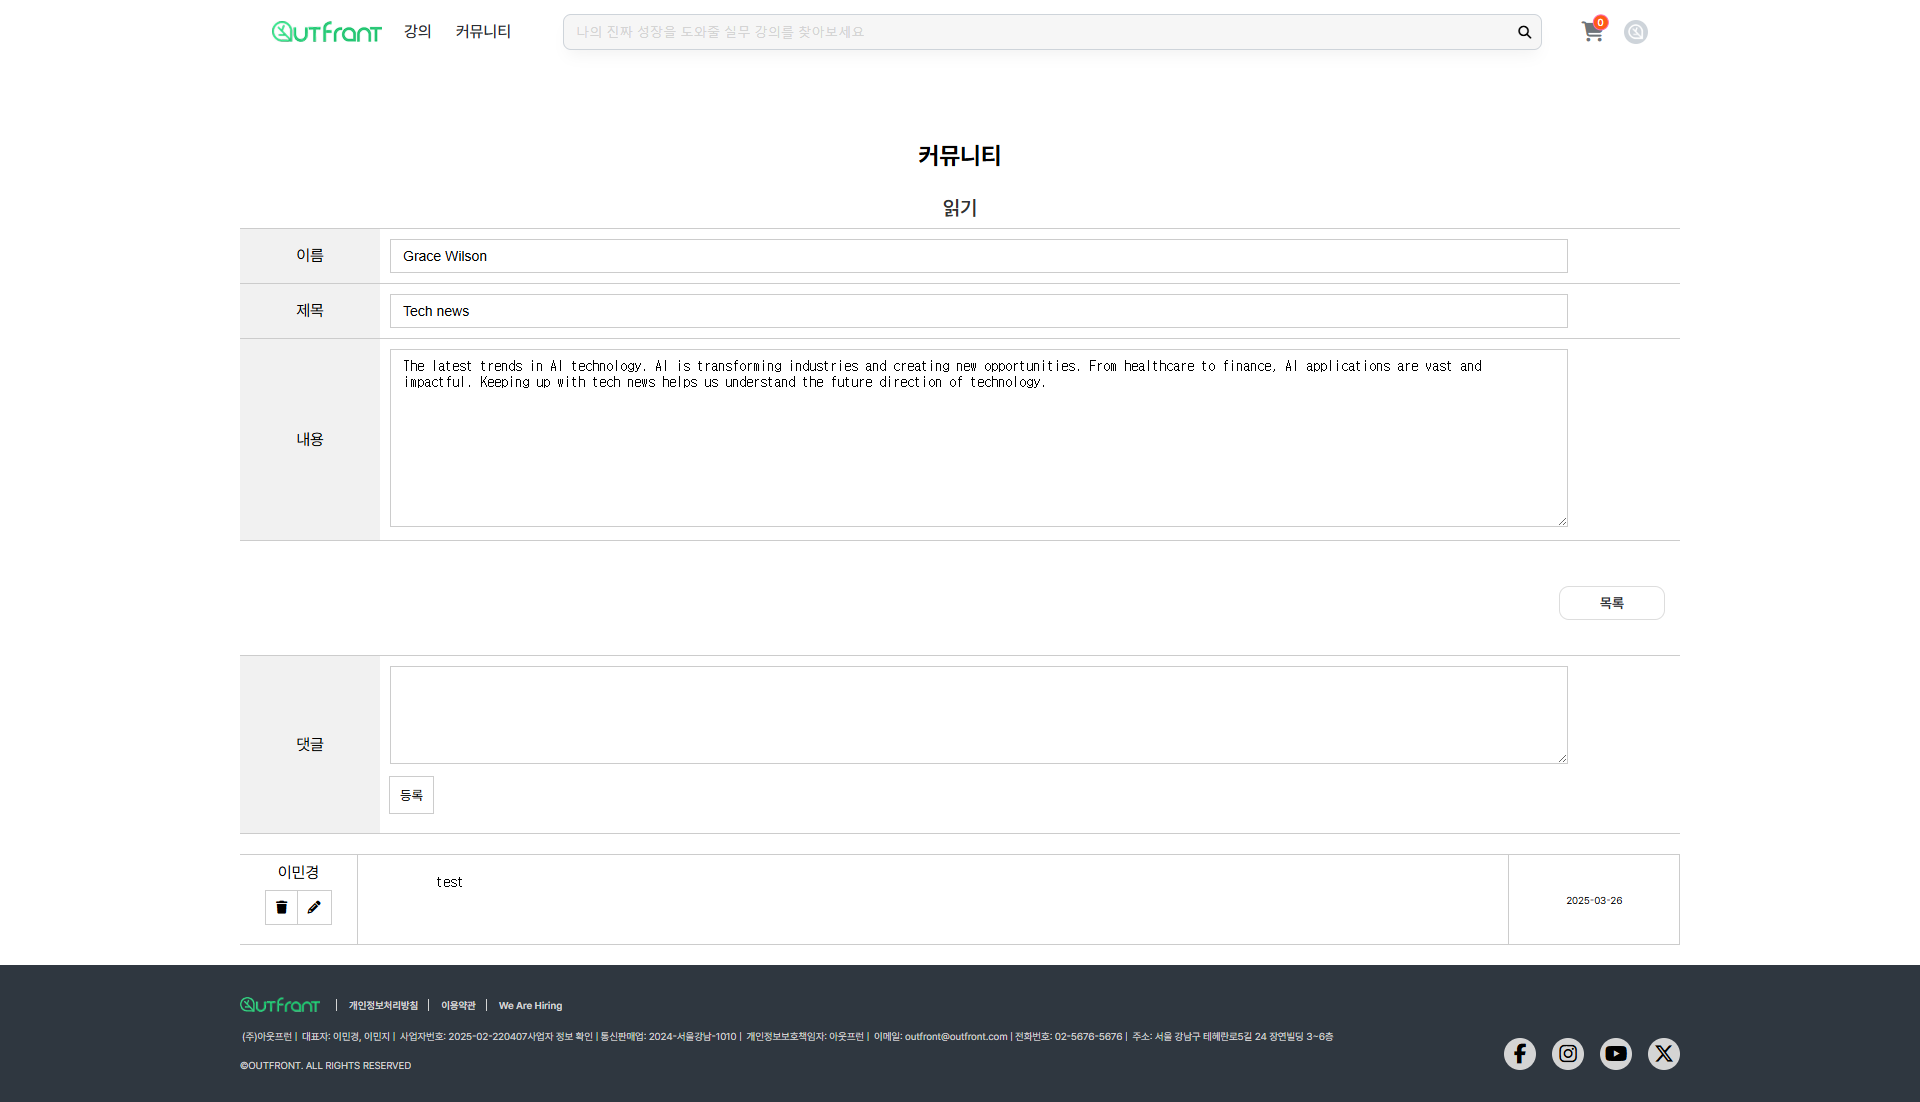 OUTFRANT
강의
커뮤니티
나의 진짜 성장을 도와줄 실무 강의를 찾아보세요
0
커뮤니티
읽기
이름
Grace Wilson
제목
Tech news
내용
The latest trends in AI technology. AI is transforming industries and creating new opportunities. From healthcare to finance, AI applications are vast and
impactful. Keeping up with tech news helps us understand the future direction of technology.
목록
댓글
등록
이민경
test
2025-03-26
OUTFRANT | 개인정보처리방침 | 이용약관 | We Are Hiring
(주)아웃프런 | 대표자: 이민경, 이민지 | 사업자번호: 2025-02-220407사업자 정보 확인 | 통신판매업: 2024-서울강남-1010 | 개인정보보호책임자: 아웃프런 | 이메일: outfront@outfront.com | 전화번호: 02-5676-5676 | 주소: 서울 강남구 테헤란로5길 24 장연빌딩 3~6층
©OUTFRONT. ALL RIGHTS RESERVED